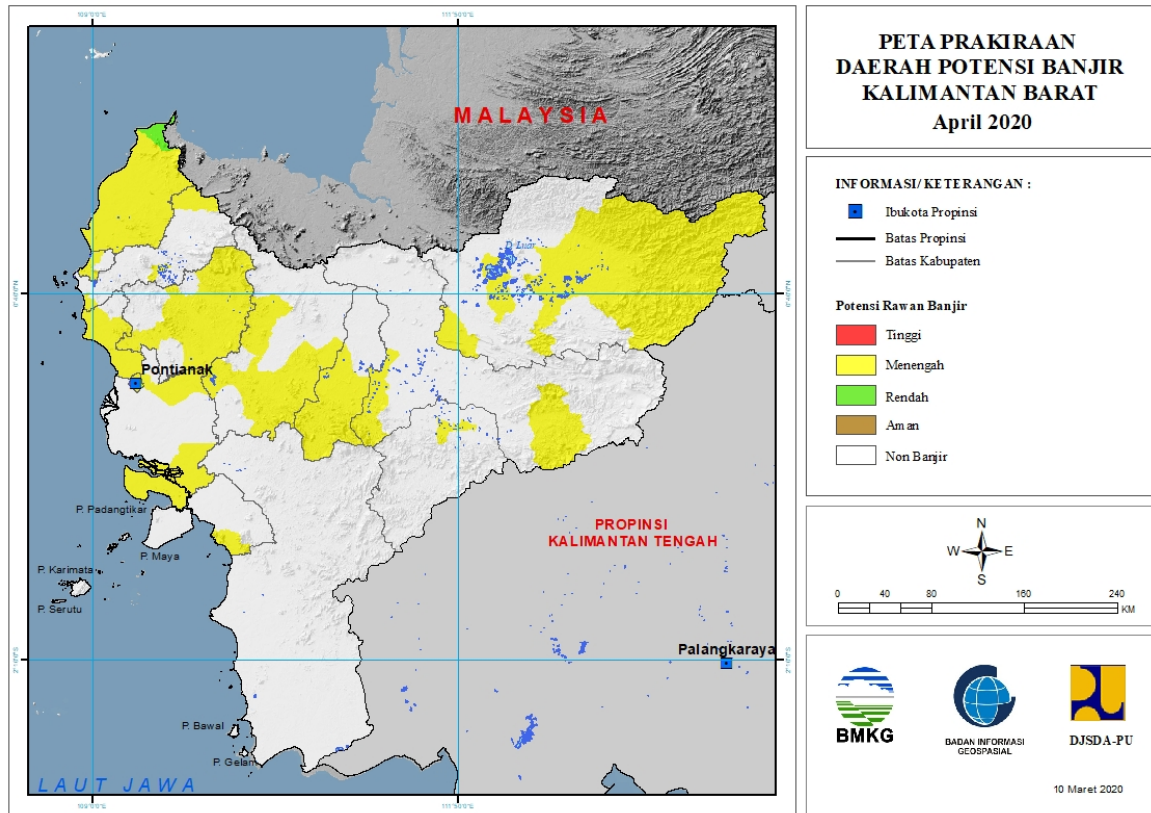 PETA PRAKIRAAN
DAERAH POTENSI BANJIR
KALIMANTAN BARAT
April 2020
INFORMASI/ KETERANGAN :
Ibukota Propinsi
Batas Propinsi
Batas Kabupaten
Potensi Rawan Banjir
Tinggi
Menengah
Rendah
Aman
Non Banjir
N
W E
S
0 40 80 160 240
KM
BMKG
BADAN INFORMASI
GEOSPASIAL
DJSDA-PU
10 Maret 2020
MALAYSIA
D. Luar
Pontianak
P. Padangtikar
P. Maya
P. Karimata
P. Serutu
PROPINSI
KALIMANTAN TENGAH
Palangkaraya
P. Bawal
P. Gelam
LAUT JAWA